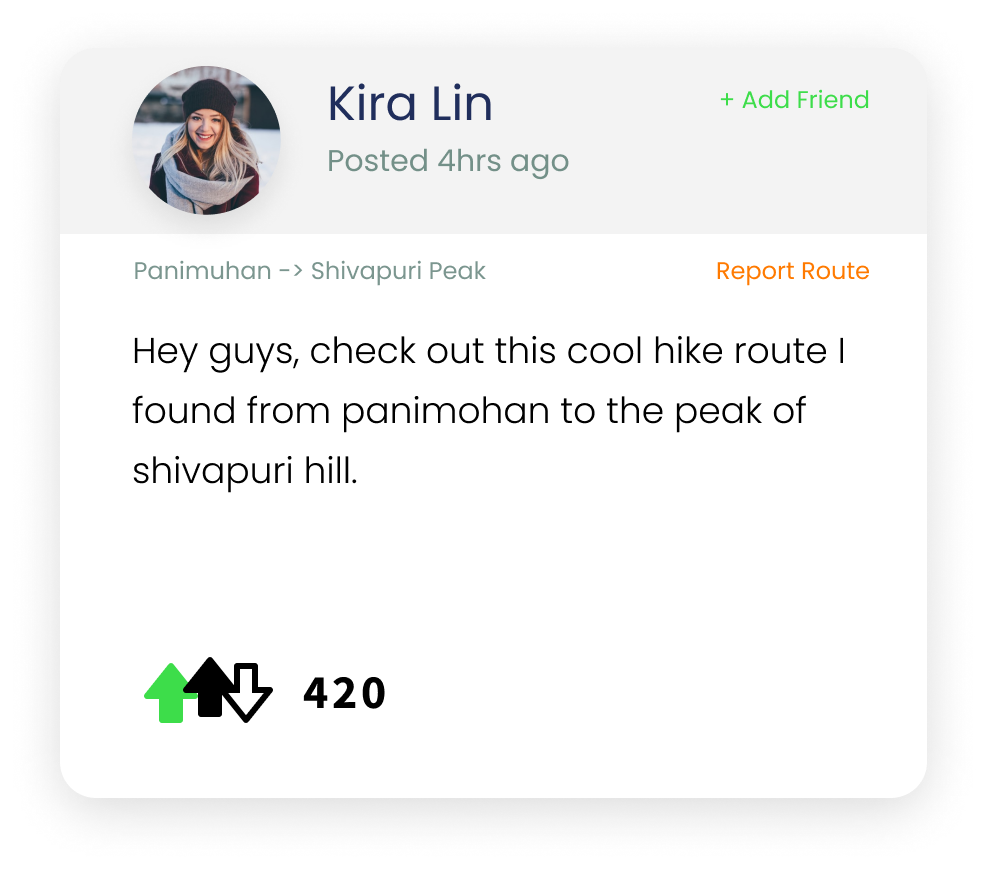 Kira Lin
+ Add Friend
Posted 4hrs ago
Panimuhan -> Shivapuri Peak
Report Route
Hey guys, check out this cool hike route I
found from panimohan to the peak of
shivapuri hill.
420